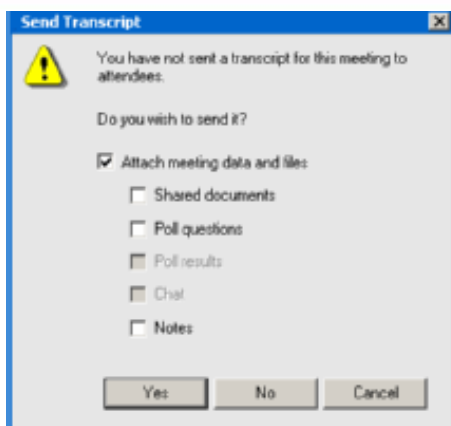 Send Transcript
You have not sent a transcript for this meeting to
attendees.
Do you wish to send it?
Attach meeting data and files
Shared documents
Poll questions
Poll results
Chat
Notes
Yes No Cancel